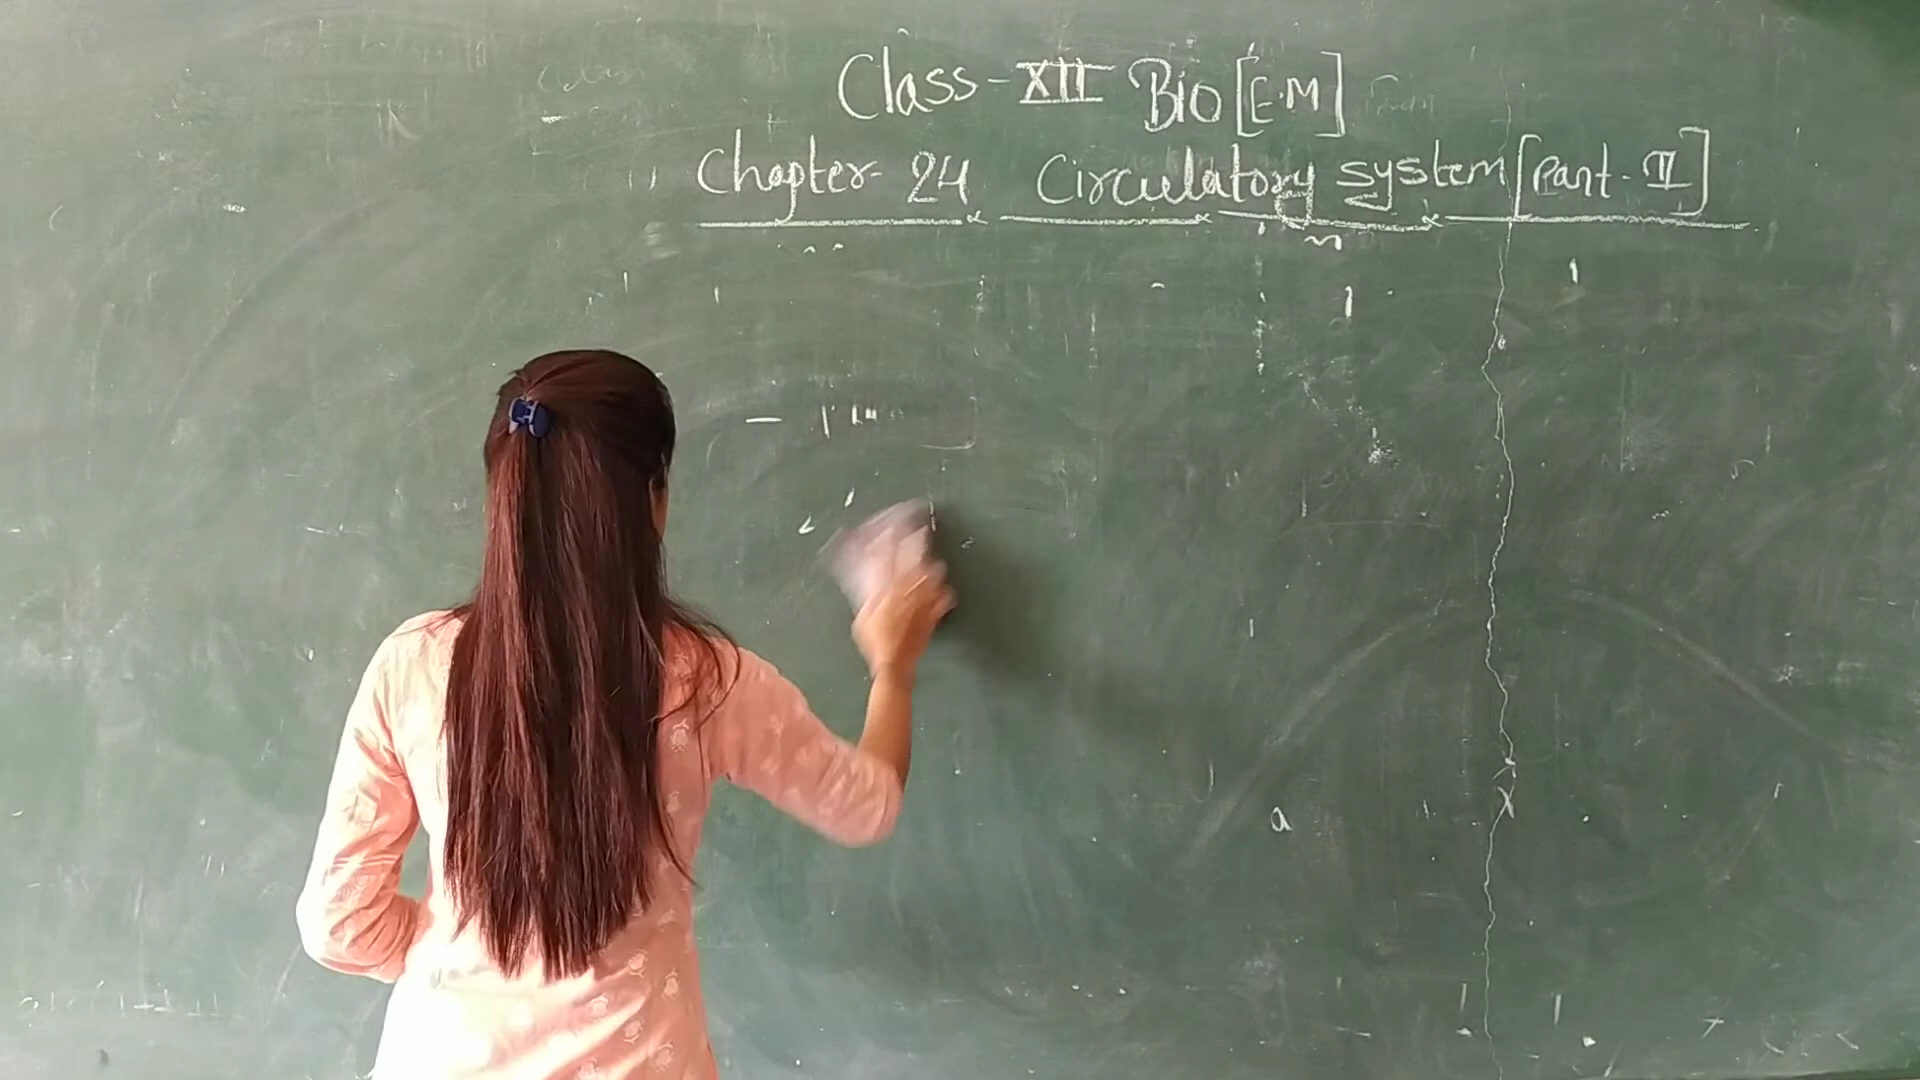 Class - XII Bio [E.M]
Chapter- 24 Circulatory system [Part - II]
a